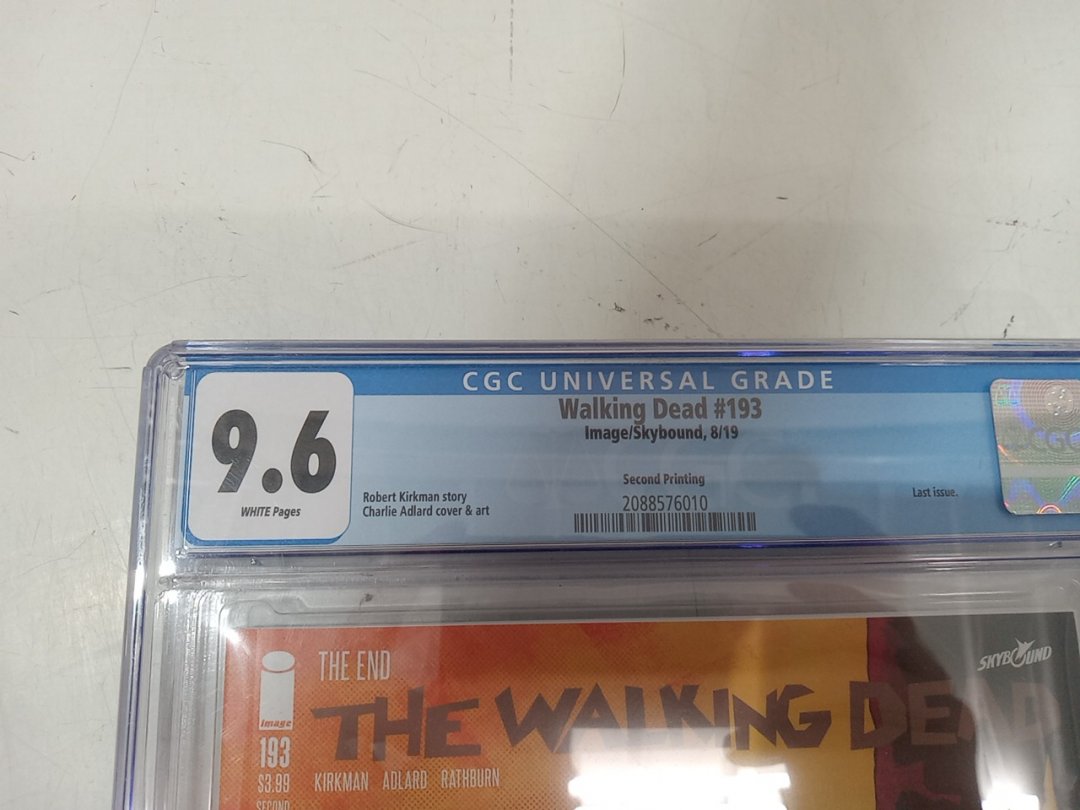 CGC UNIVERSAL GRADE
9.6
WHITE Pages
Walking Dead #193
Image/Skybound, 8/19
Second Printing
2088576010
Robert Kirkman story
Charlie Adlard cover & art
Last issue.
CGC
THE END
SKYBOUND
image
THE WALKING DEAD
193
$3.99
KIRKMAN ADLARD RATHBURN
SECOND